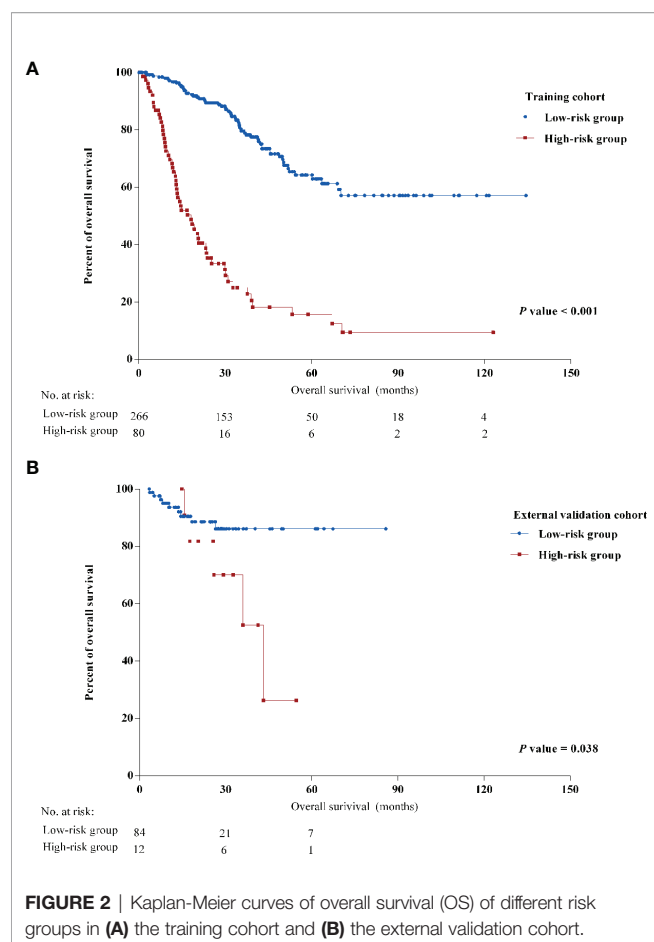 A
100
80
60
40
20
0
Percent of overall survival
Training cohort
Low-risk group
High-risk group
P value < 0.001
0 30 60 90 120 150
Overall surivival (months)
No. at risk:
Low-risk group 266 153 50 18 4
High-risk group 80 16 6 2 2
B
100
80
60
40
20
0
Percent of overall survival
External validation cohort
Low-risk group
High-risk group
P value = 0.038
0 30 60 90 120 150
Overall surivival (months)
No. at risk:
Low-risk group 84 21 7
High-risk group 12 6 1
FIGURE 2 | Kaplan-Meier curves of overall survival (OS) of different risk
groups in (A) the training cohort and (B) the external validation cohort.